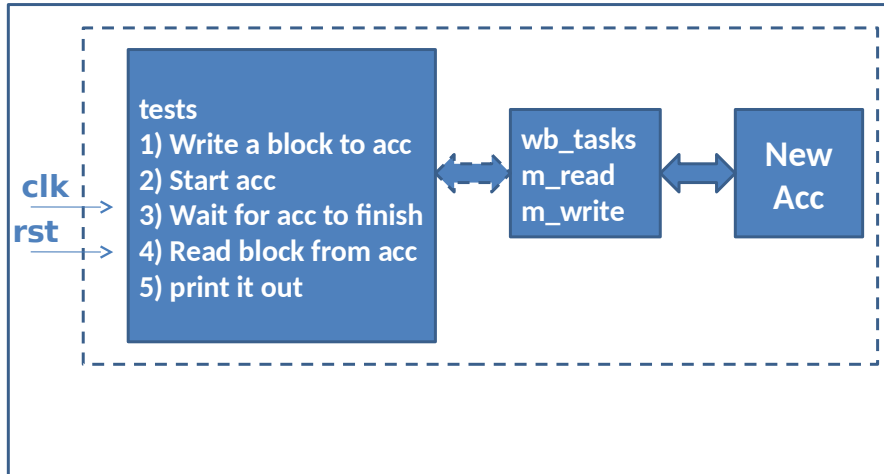 clk
rst
tests
1) Write a block to acc
2) Start acc
3) Wait for acc to finish
4) Read block from acc
5) print it out
wb_tasks
m_read
m_write
New
Acc